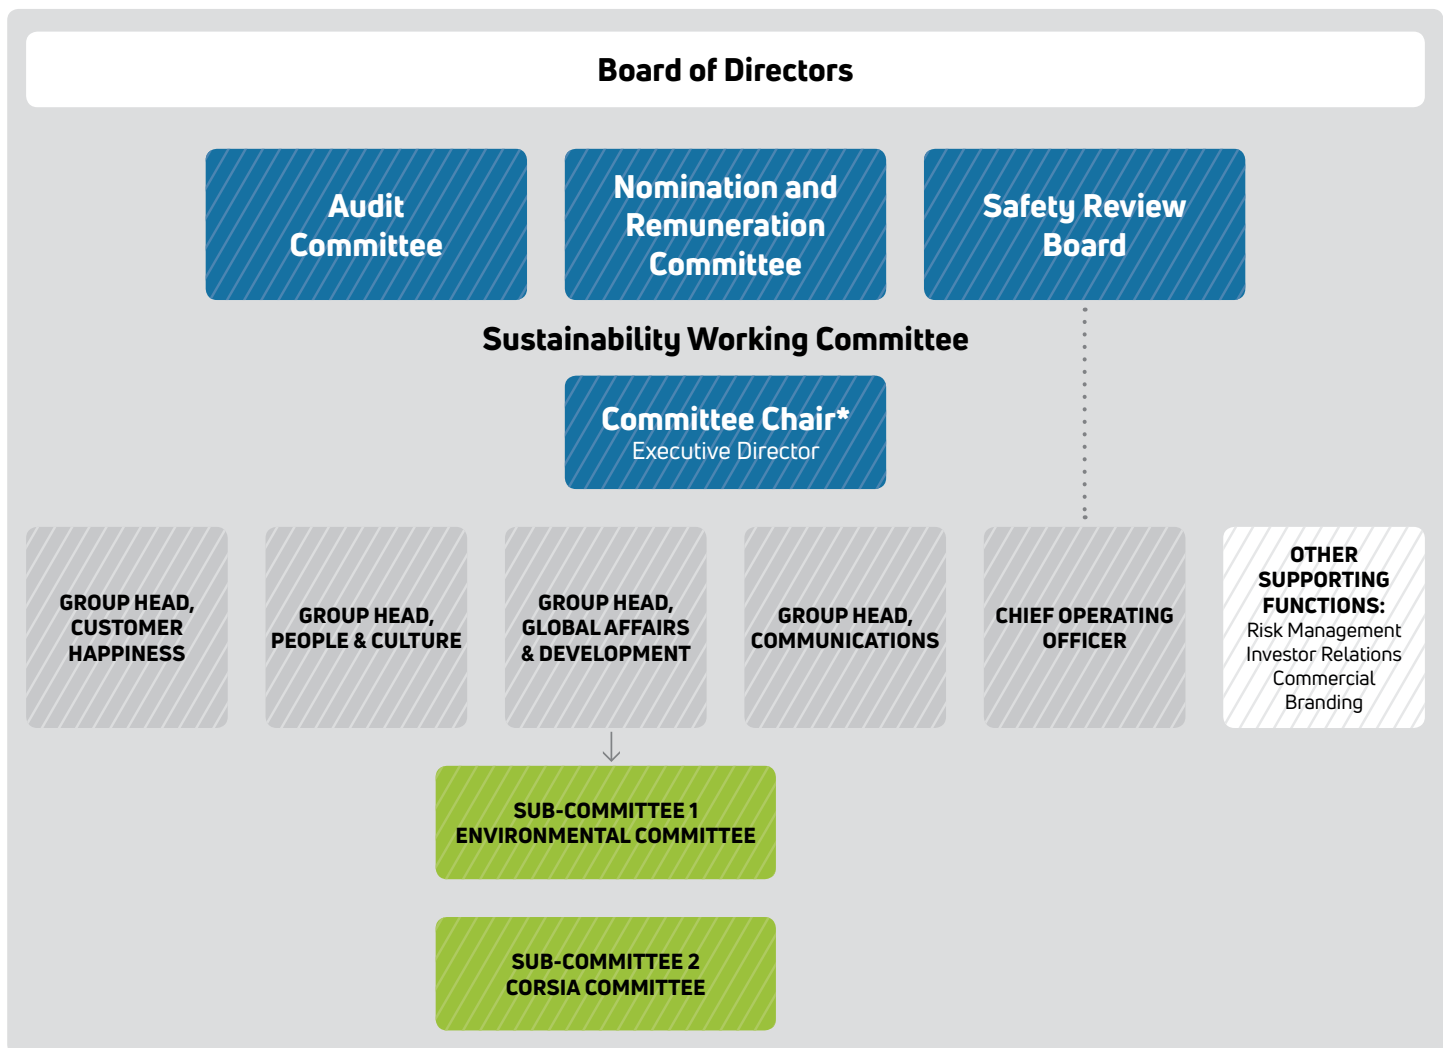 Board of Directors
Audit
Committee
Nomination and
Remuneration
Committee
Safety Review
Board
Sustainability Working Committee
Committee Chair*
Executive Director
GROUP HEAD,
CUSTOMER
HAPPINESS
GROUP HEAD,
PEOPLE & CULTURE
GROUP HEAD,
GLOBAL AFFAIRS
& DEVELOPMENT
GROUP HEAD,
COMMUNICATIONS
CHIEF OPERATING
OFFICER
OTHER
SUPPORTING
FUNCTIONS:
Risk Management
Investor Relations
Commercial
Branding
SUB-COMMITTEE 1
ENVIRONMENTAL COMMITTEE
SUB-COMMITTEE 2
CORSIA COMMITTEE